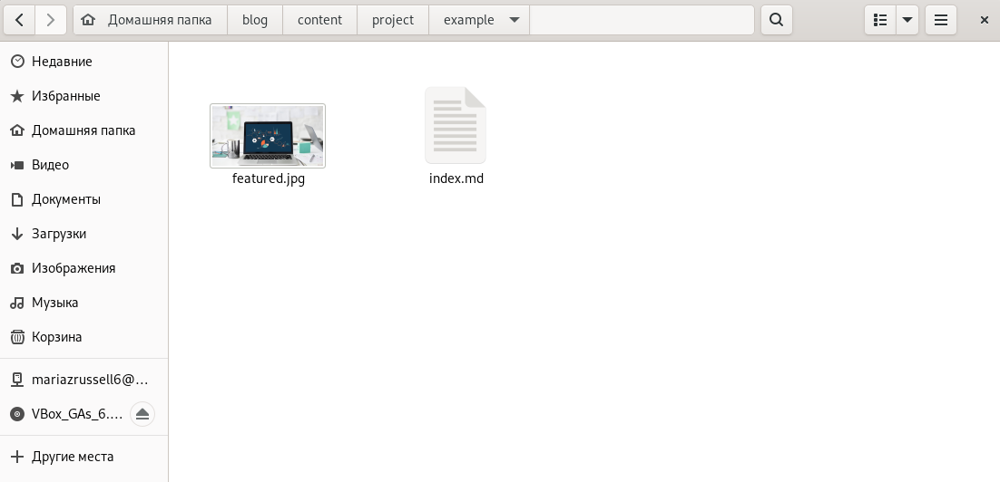 Домашняя папка blog content project example
Недавние
Избранные
Домашняя папка
Видео
Документы
Загрузки
Изображения
Музыка
Корзина
mariazrussell6@...
VBox_GAs_6....
Другие места
featured.jpg index.md